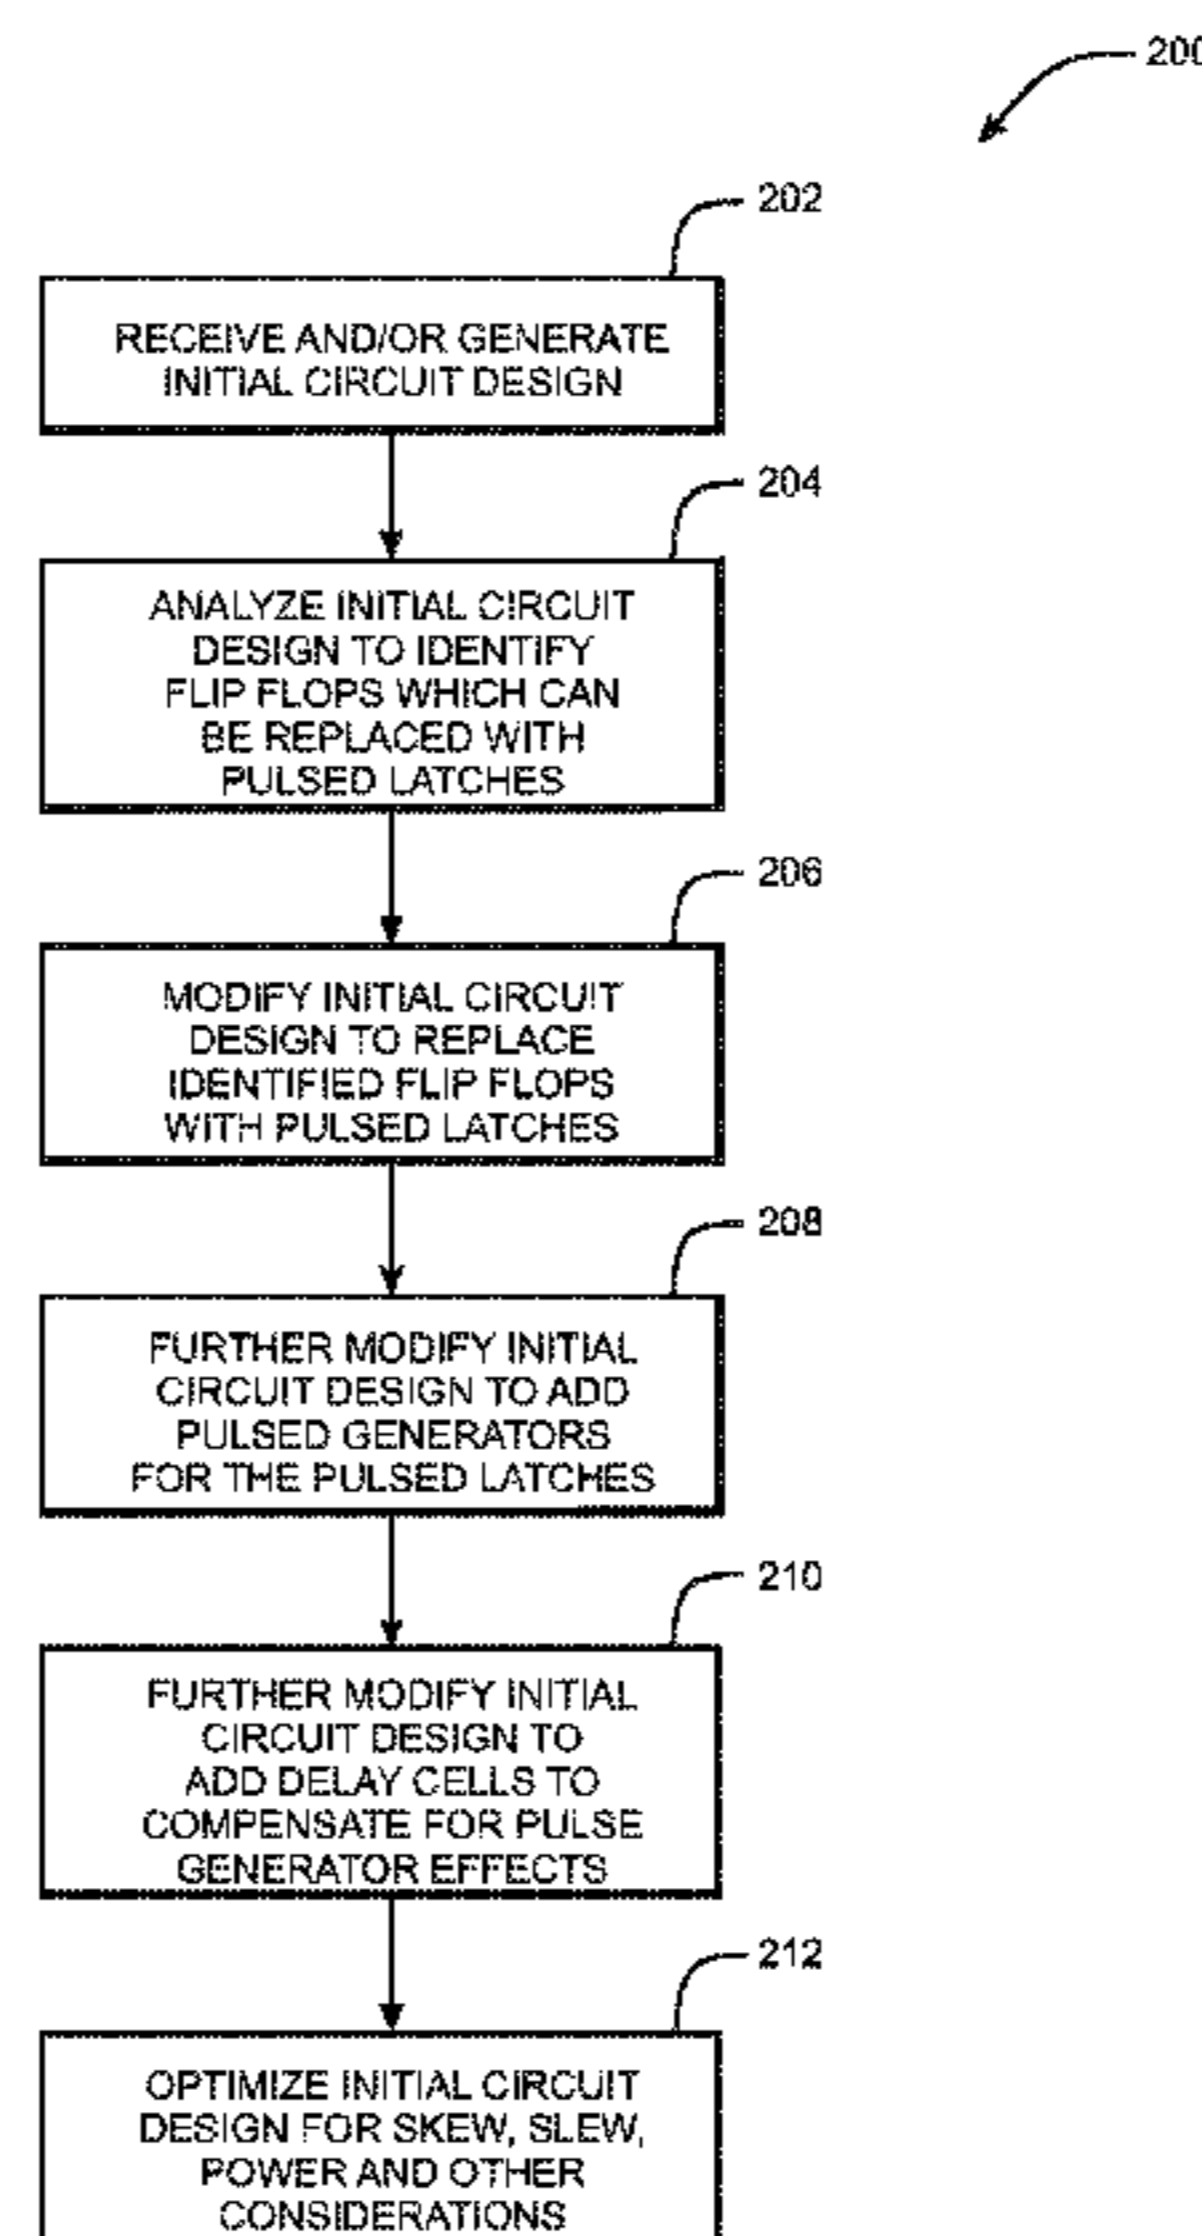 200
202
RECEIVE AND/OR GENERATE
INITIAL CIRCUIT DESIGN
204
ANALYZE INITIAL CIRCUIT
DESIGN TO IDENTIFY
FLIP FLOPS WHICH CAN
BE REPLACED WITH
PULSED LATCHES
206
MODIFY INITIAL CIRCUIT
DESIGN TO REPLACE
IDENTIFIED FLIP FLOPS
WITH PULSED LATCHES
208
FURTHER MODIFY INITIAL
CIRCUIT DESIGN TO ADD
PULSED GENERATORS
FOR THE PULSED LATCHES
210
FURTHER MODIFY INITIAL
CIRCUIT DESIGN TO
ADD DELAY CELLS TO
COMPENSATE FOR PULSE
GENERATOR EFFECTS
212
OPTIMIZE INITIAL CIRCUIT
DESIGN FOR SKEW, SLEW,
POWER AND OTHER
CONSIDERATIONS